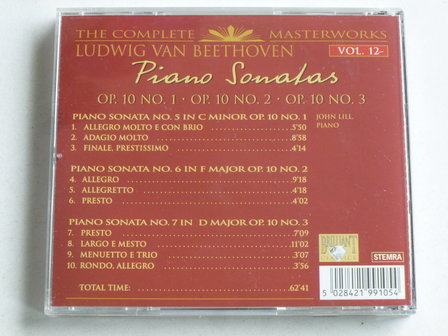 THE COMPLETE MASTERWORKS
LUDWIG VAN BEETHOVEN VOL. 12-
Piano Sonatas
OP. 10 NO. 1 · OP. 10 NO. 2 · OP. 10 NO. 3
PIANO SONATA NO. 5 IN C MINOR OP. 10 NO. 1 JOHN LILL
1. ALLEGRO MOLTO E CON BRIO 5'50 PIANO
2. ADAGIO MOLTO 8'58
3. FINALE, PRESTISSIMO 4'14
PIANO SONATA NO. 6 IN F MAJOR OP. 10 NO. 2
4. ALLEGRO 9'18
5. ALLEGRETTO 4'18
6. PRESTO 4'02
PIANO SONATA NO. 7 IN D MAJOR OP. 10 NO. 3
7. PRESTO 7'09
8. LARGO E MESTO 11'02
9. MENUETTO E TRIO 3'07
10. RONDO, ALLEGRO 3'56
TOTAL TIME: 62'41
BRILLIANT
CLASSICS
STEMRA
5 028421 991054